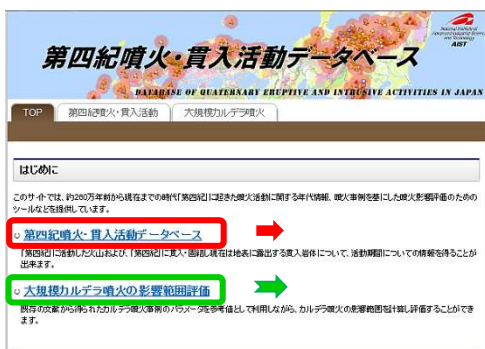 National Institute of
Advanced Industrial Science
and Technology
AIST
第四紀噴火・貫入活動データベース
DATABASE OF QUATERNARY ERUPTIVE AND INTRUSIVE ACTIVITIES IN JAPAN
TOP 第四紀噴火・貫入活動 大規模カルデラ噴火
はじめに
このサイトでは、約260万年前から現在までの時代「第四紀」に起きた噴火活動に関する年代情報、噴火事例を基にした噴火影響評価のための
ツールなどを提供しています。
第四紀噴火・貫入活動データベース
「第四紀」に活動した火山および、「第四紀」に貫入・固結し現在は地表に露出する貫入岩体について、活動期間についての情報を得ることが
出来ます。
大規模カルデラ噴火の影響範囲評価
既存の文献から得られたカルデラ噴火事例のパラメータを参考値として利用しながら、カルデラ噴火の影響範囲を計算し評価することができ
ます。